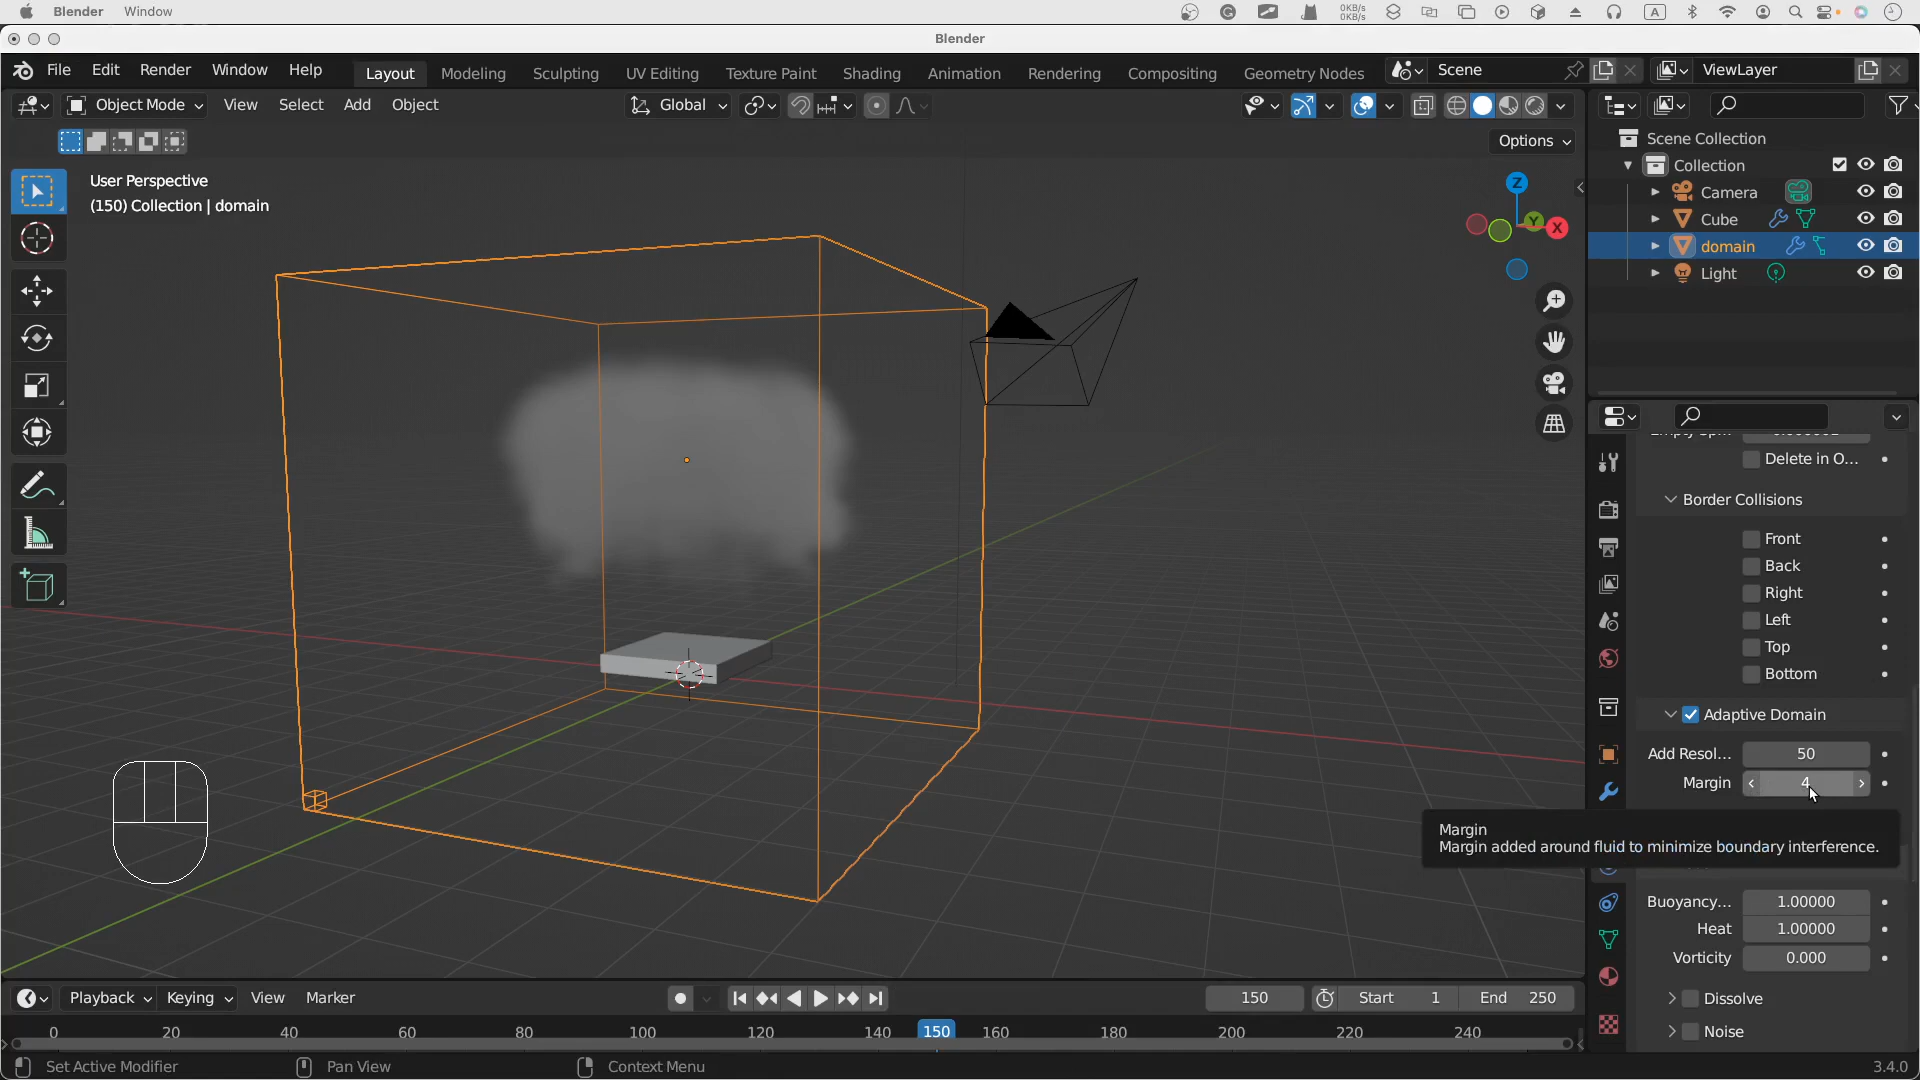 Blender Window
0KB/s
0KB/s
A
Blender
File Edit Render Window Help Layout Modeling Sculpting UV Editing Texture Paint Shading Animation Rendering Compositing Geometry Nodes Scene ViewLayer
Object Mode View Select Add Object Global
Options
User Perspective
(150) Collection | domain
Z
Y
X
Scene Collection
Collection
Camera
Cube
domain
Light
Delete in O...
Border Collisions
Front
Back
Right
Left
Top
Bottom
Adaptive Domain
Add Resol... 50
Margin 4
Margin
Margin added around fluid to minimize boundary interference.
Buoyancy... 1.00000
Heat 1.00000
Vorticity 0.000
Dissolve
Noise
Playback Keying View Marker 150 Start 1 End 250
0 20 40 60 80 100 120 140 150 160 180 200 220 240
Set Active Modifier Pan View Context Menu 3.4.0